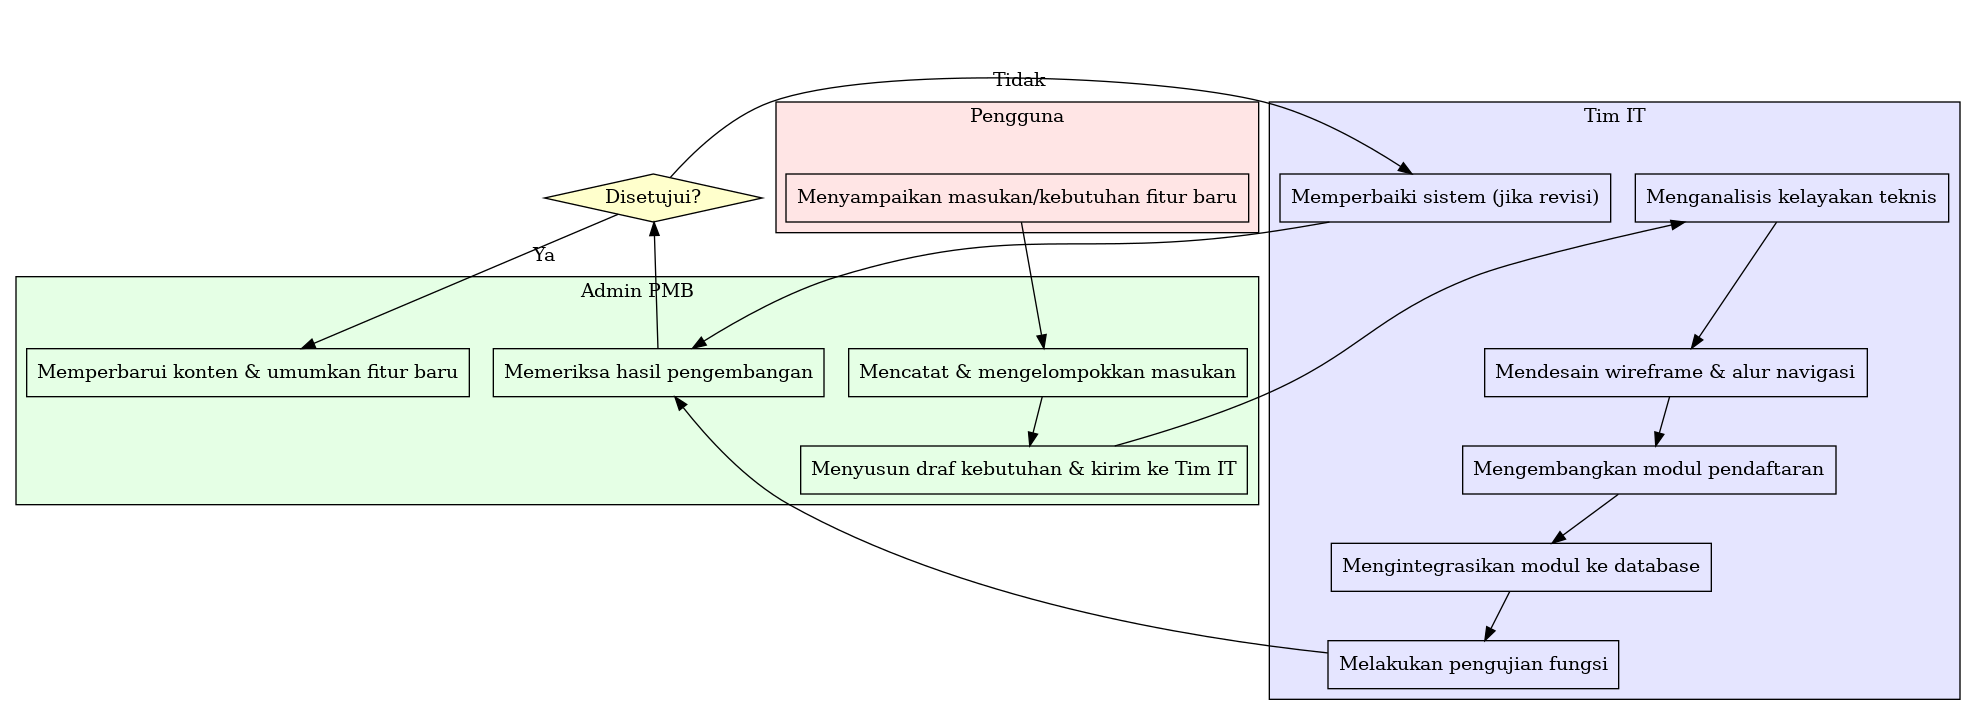 Tidak
Pengguna
Tim IT
Disetujui?
Menyampaikan masukan/kebutuhan fitur baru
Memperbaiki sistem (jika revisi)
Menganalisis kelayakan teknis
Ya
Admin PMB
Memperbarui konten & umumkan fitur baru
Memeriksa hasil pengembangan
Mencatat & mengelompokkan masukan
Mendesain wireframe & alur navigasi
Menyusun draf kebutuhan & kirim ke Tim IT
Mengembangkan modul pendaftaran
Mengintegrasikan modul ke database
Melakukan pengujian fungsi